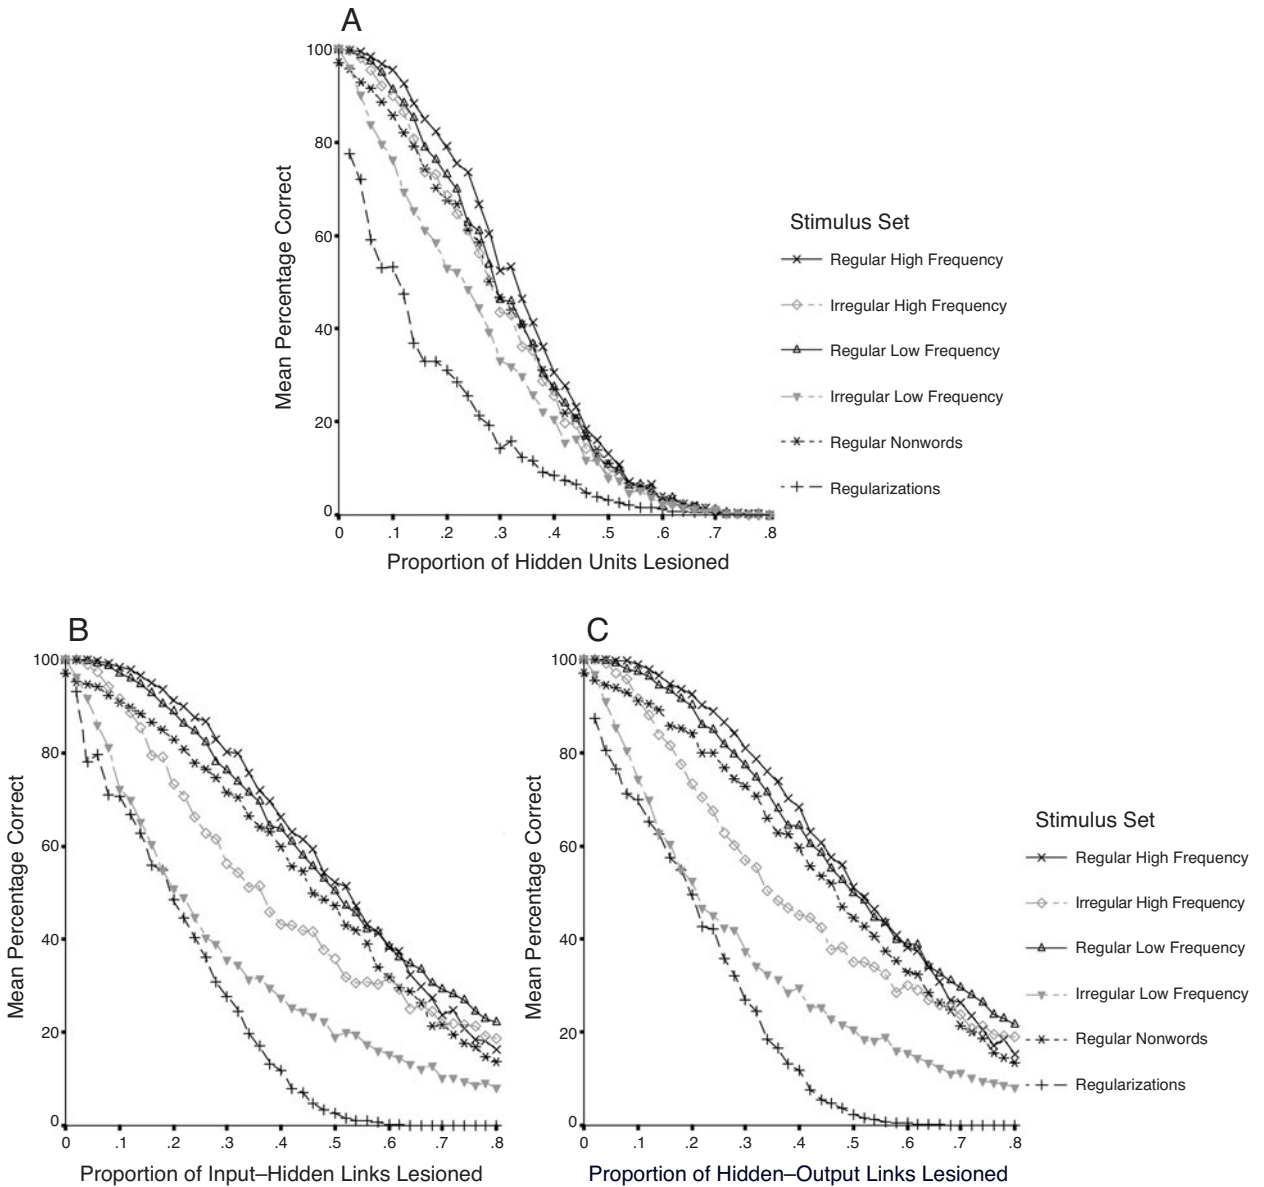 A
100
80
60
40
20
0
Mean Percentage Correct
0 .1 .2 .3 .4 .5 .6 .7 .8
Proportion of Hidden Units Lesioned
Stimulus Set
Regular High Frequency
Irregular High Frequency
Regular Low Frequency
Irregular Low Frequency
Regular Nonwords
Regularizations
B
100
80
60
40
20
0
Mean Percentage Correct
0 .1 .2 .3 .4 .5 .6 .7 .8
Proportion of Input–Hidden Links Lesioned
C
100
80
60
40
20
0
Mean Percentage Correct
0 .1 .2 .3 .4 .5 .6 .7 .8
Proportion of Hidden–Output Links Lesioned
Stimulus Set
Regular High Frequency
Irregular High Frequency
Regular Low Frequency
Irregular Low Frequency
Regular Nonwords
Regularizations